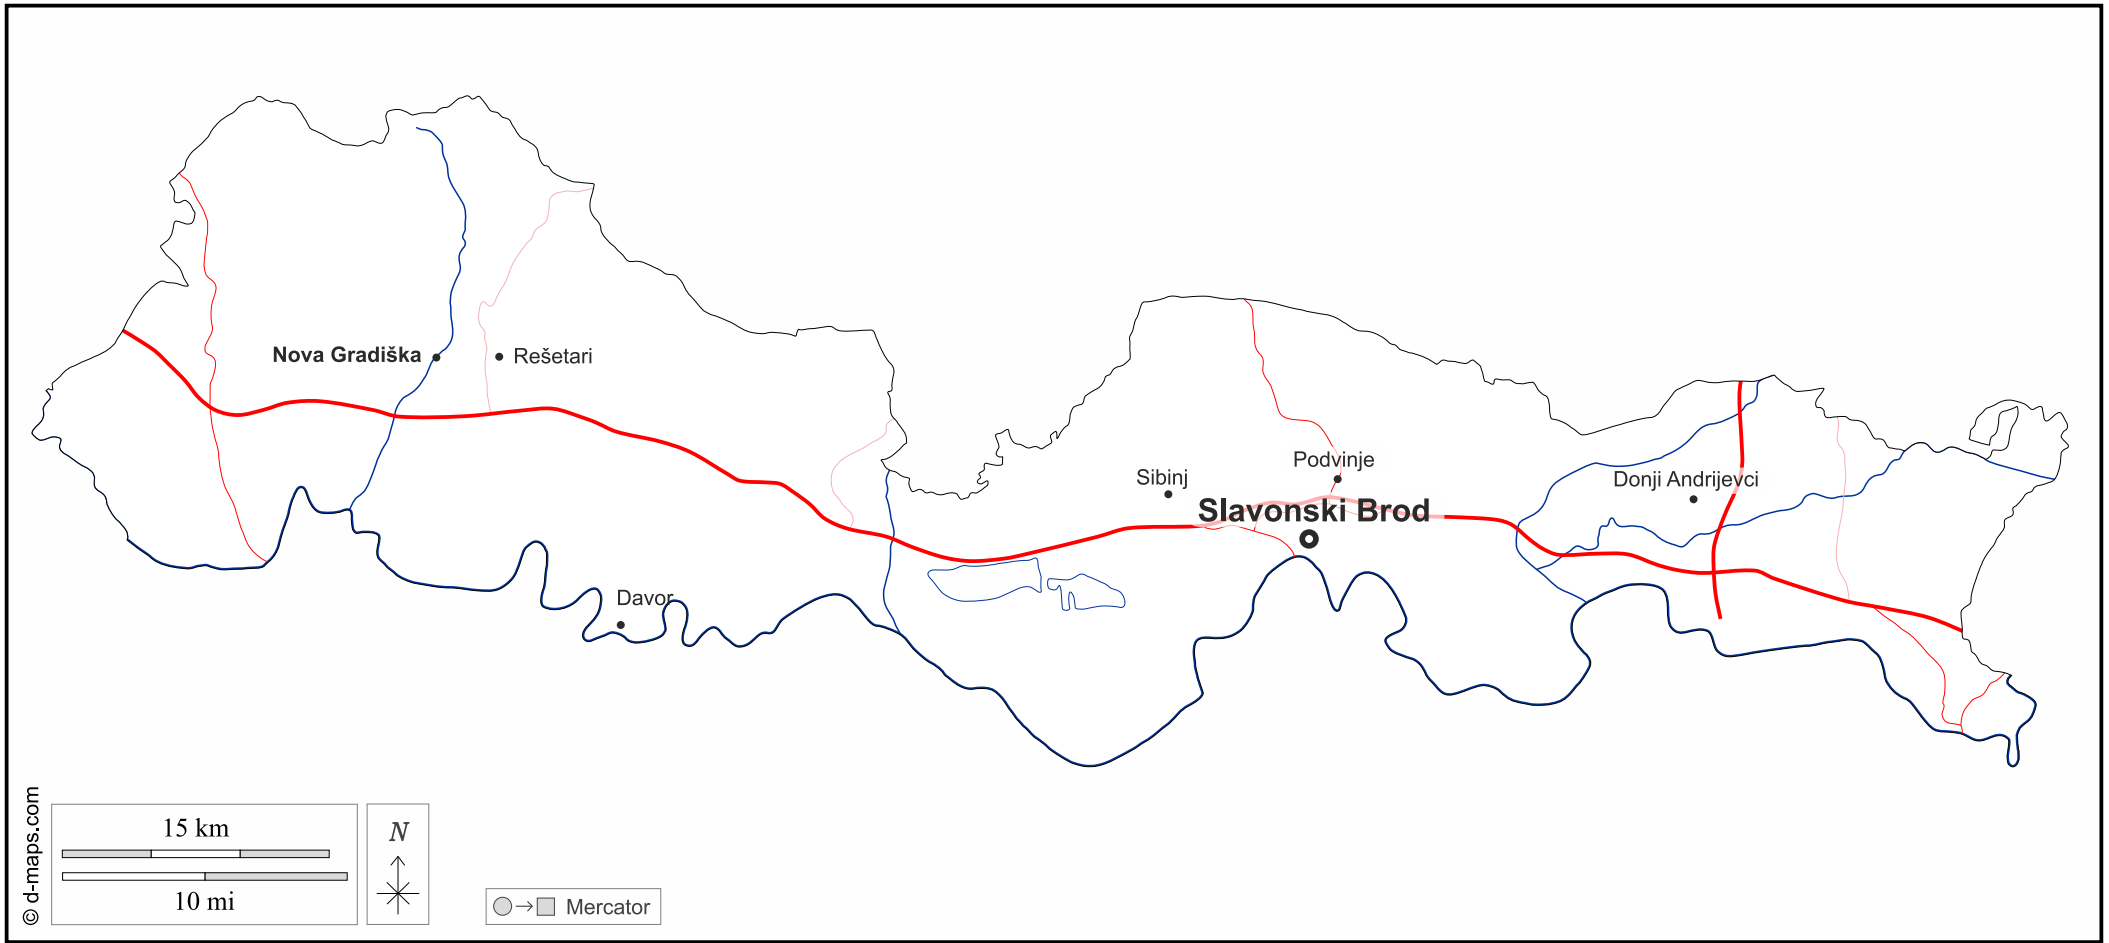 Nova Gradiška
Rešetari
Podvinje
Sibinj
Donji Andrijevci
Slavonski Brod
Davor
© d-maps.com
15 km
10 mi
N
Mercator